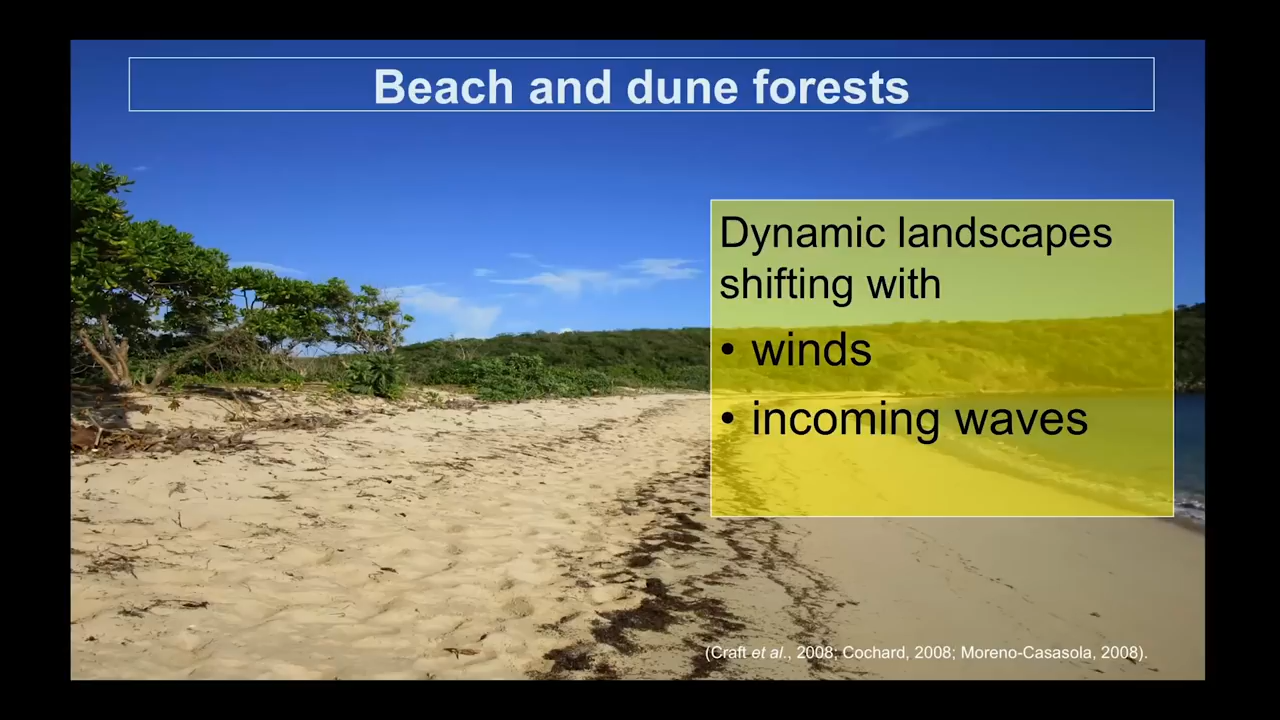 Beach and dune forests
Dynamic landscapes
shifting with
• winds
• incoming waves
(Craft et al., 2008; Cochard, 2008; Moreno-Casasola, 2008).